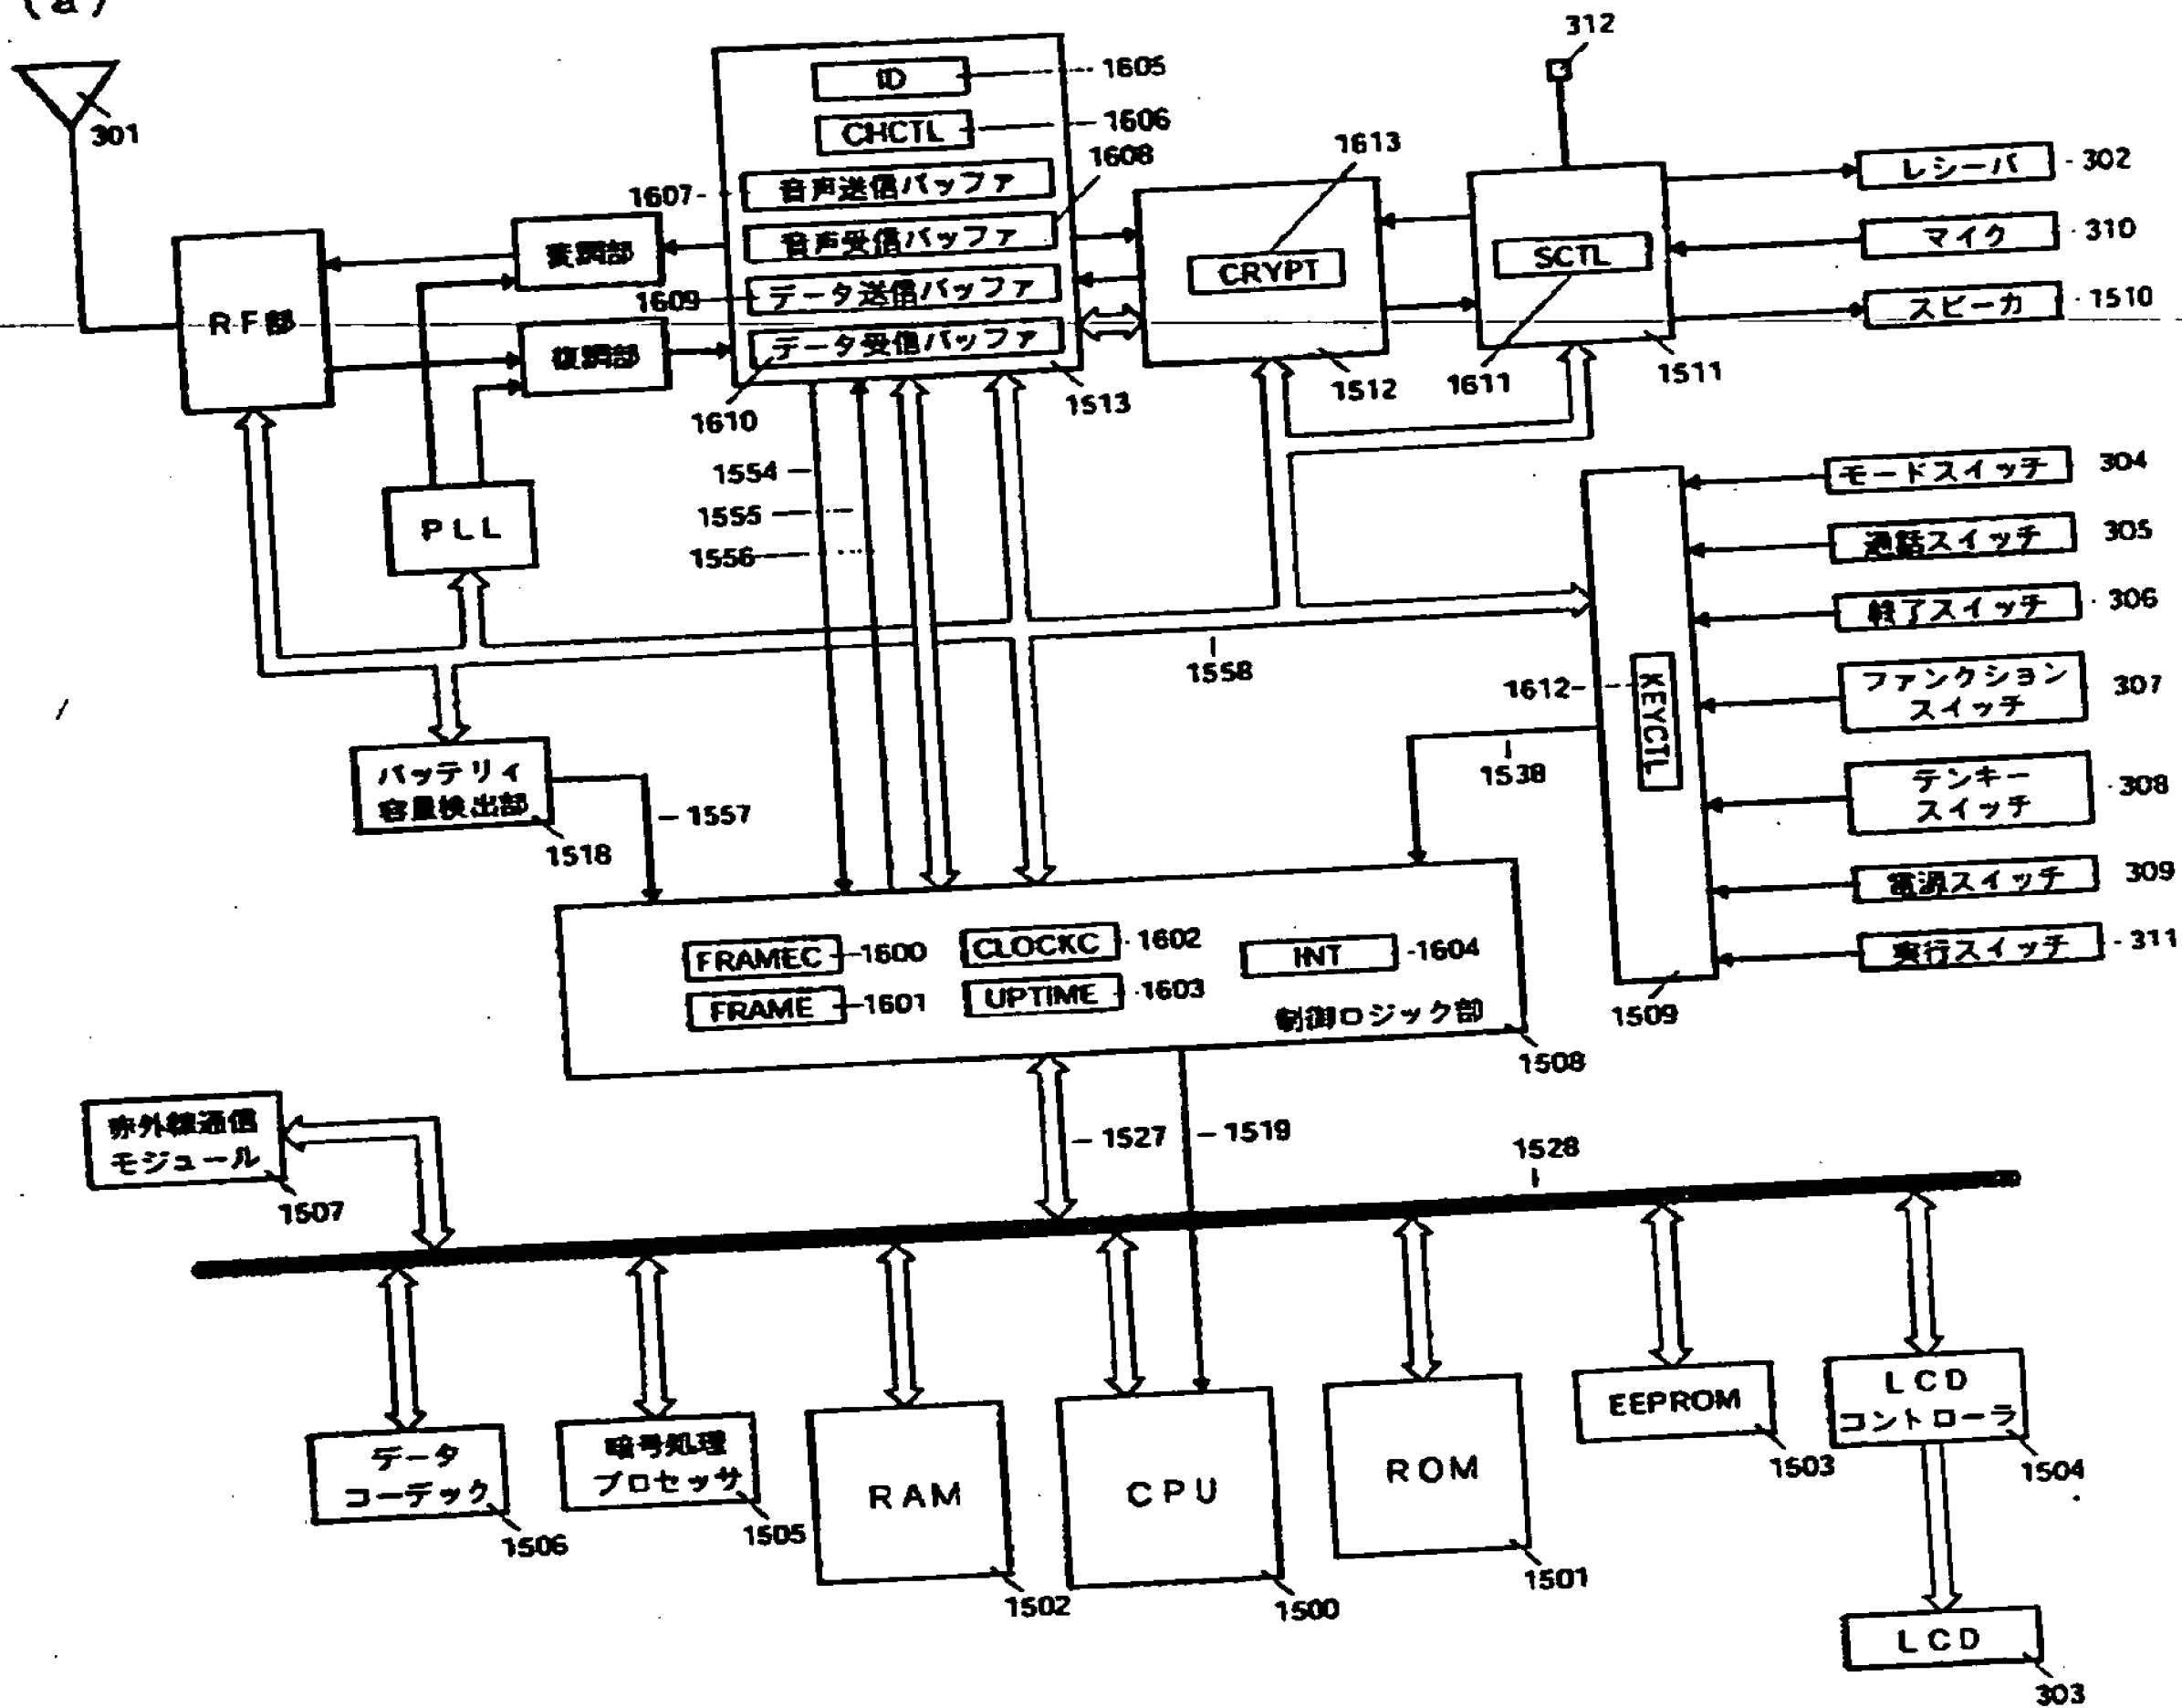 (a)
312
301
ID
1605
CHCTL
1606
1608
1613
1607
音声送信バッファ
音声受信バッファ
データ送信バッファ
データ受信バッファ
1609
1610
1513
変調部
復調部
RF部
PLL
CRYPT
1512
SCTL
1611
1511
レシーバ
302
マイク
310
スピーカ
1510
1554
1555
1556
1558
モードスイッチ
304
通話スイッチ
305
終了スイッチ
306
ファンクション
スイッチ
307
テンキー
スイッチ
308
電源スイッチ
309
実行スイッチ
311
1612
KEYCTL
1509
1538
バッテリィ
容量検出部
1518
1557
FRAMEC
1600
FRAME
1601
CLOCKC
1602
UPTIME
1603
INT
1604
制御ロジック部
1508
赤外線通信
モジュール
1507
1527
1519
1528
データ
コーデック
1506
暗号処理
プロセッサ
1505
RAM
1502
CPU
1500
ROM
1501
EEPROM
1503
LCD
コントローラ
1504
LCD
303